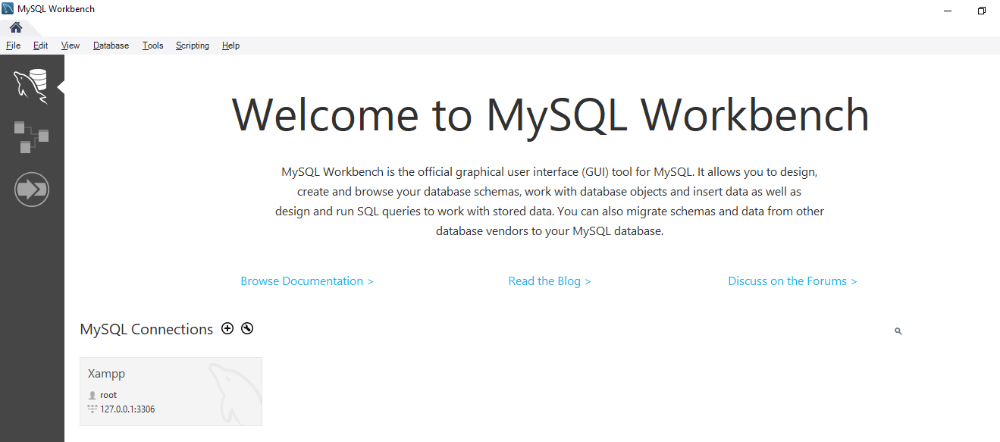 MySQL Workbench
File Edit View Database Tools Scripting Help
Welcome to MySQL Workbench
MySQL Workbench is the official graphical user interface (GUI) tool for MySQL. It allows you to design,
create and browse your database schemas, work with database objects and insert data as well as
design and run SQL queries to work with stored data. You can also migrate schemas and data from other
database vendors to your MySQL database.
Browse Documentation > Read the Blog > Discuss on the Forums >
MySQL Connections
Xampp
root
127.0.0.1:3306